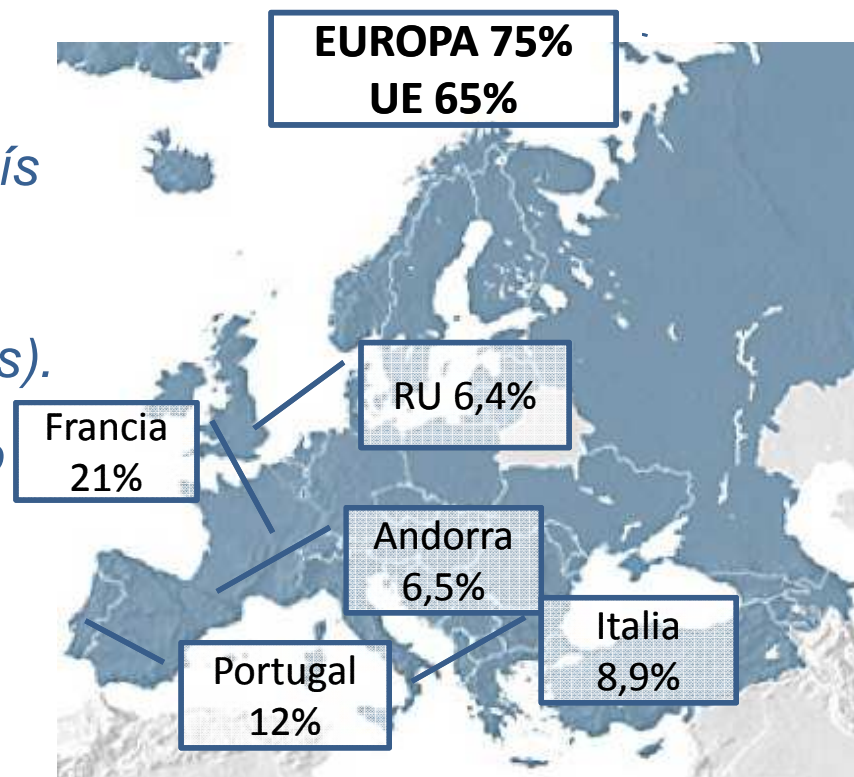 EUROPA 75%
UE 65%
ís
s).
RU 6,4%
Francia
21%
Andorra
6,5%
Italia
8,9%
Portugal
12%